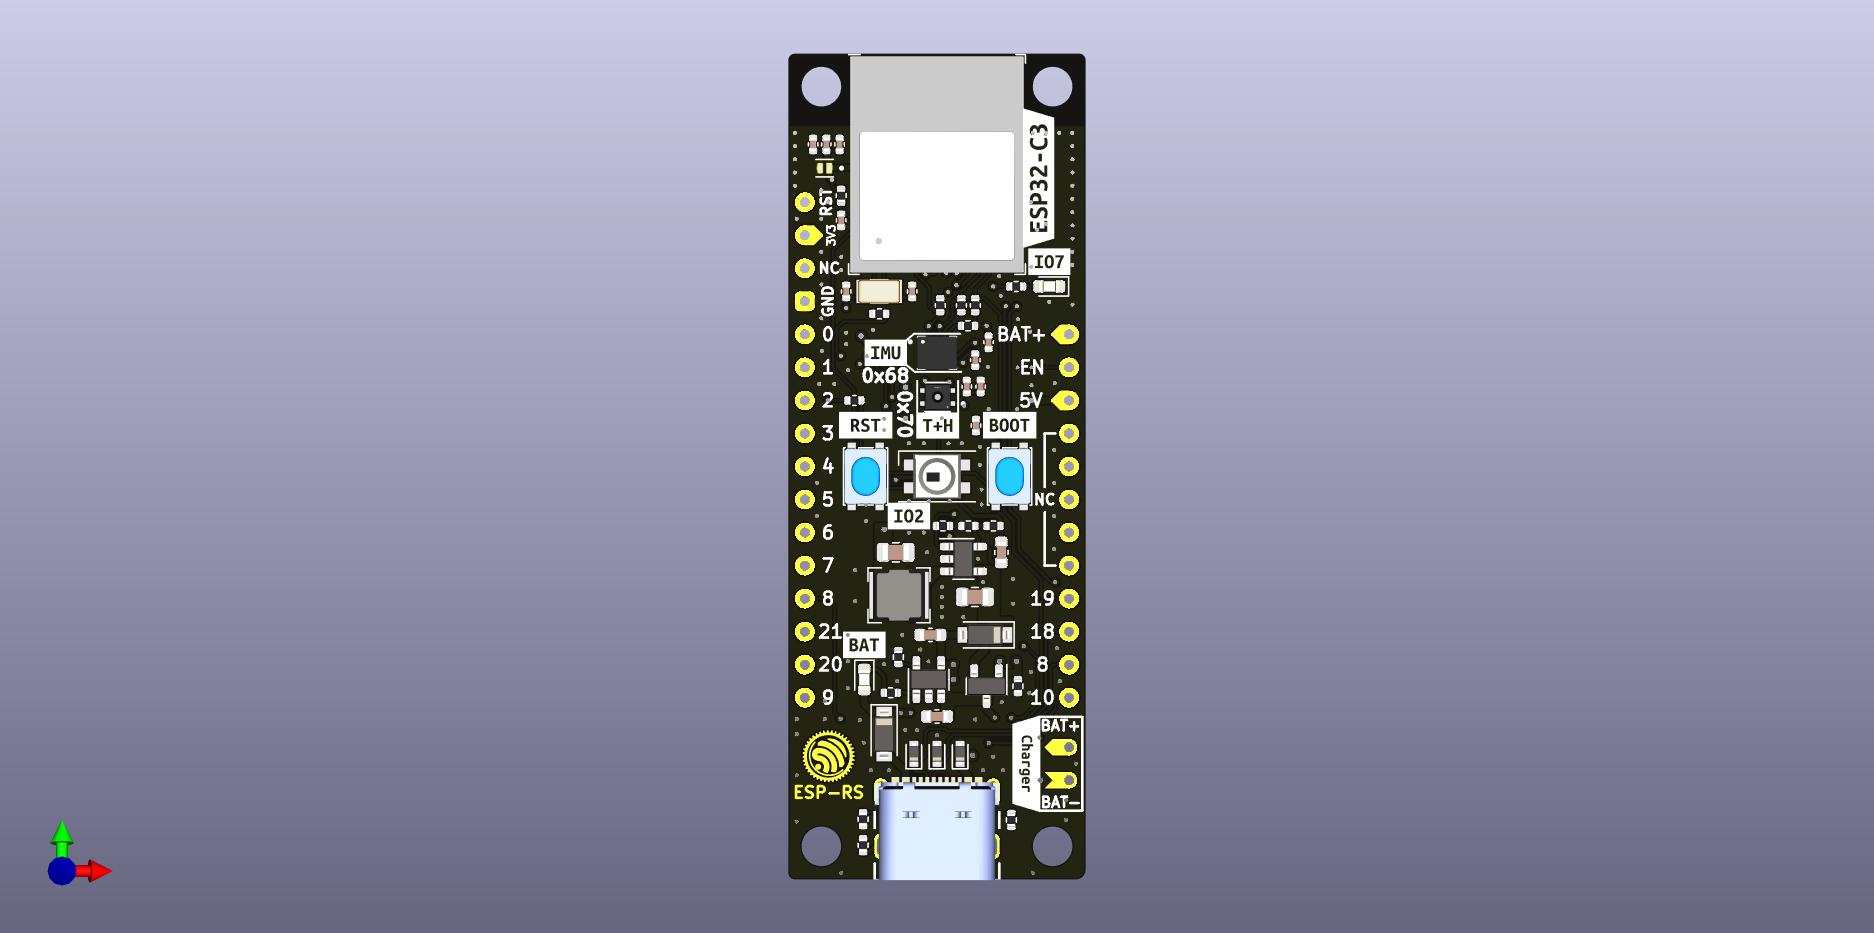 ESP32-C3
RST
3V3
NC
GND
0
1
2
3
4
5
6
7
8
21
20
9
IO7
BAT+
EN
5V
NC
19
18
8
10
IMU
0x68
0x70
T+H
RST
BOOT
IO2
BAT
ESP-RS
Charger
BAT+
BAT-